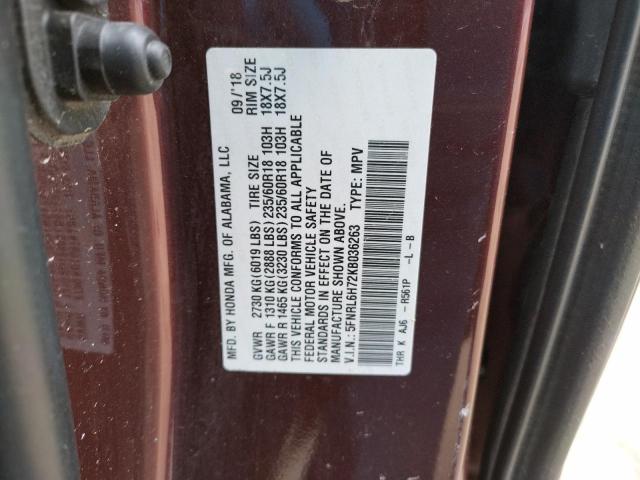 MFD. BY HONDA MFG. OF ALABAMA, LLC 09/'18
GVWR 2730 KG(6019 LBS) TIRE SIZE RIM SIZE
GAWR F 1310 KG(2888 LBS)235/60R18 103H 18X7.5J
GAWR R 1465 KG(3230 LBS)235/60R18 103H 18X7.5J
THIS VEHICLE CONFORMS TO ALL APPLICABLE
FEDERAL MOTOR VEHICLE SAFETY
STANDARDS IN EFFECT ON THE DATE OF
MANUFACTURE SHOWN ABOVE.
V.I.N.: 5FNRL6H72KB036263 TYPE: MPV
THR K AJ6 - R561P -L -B